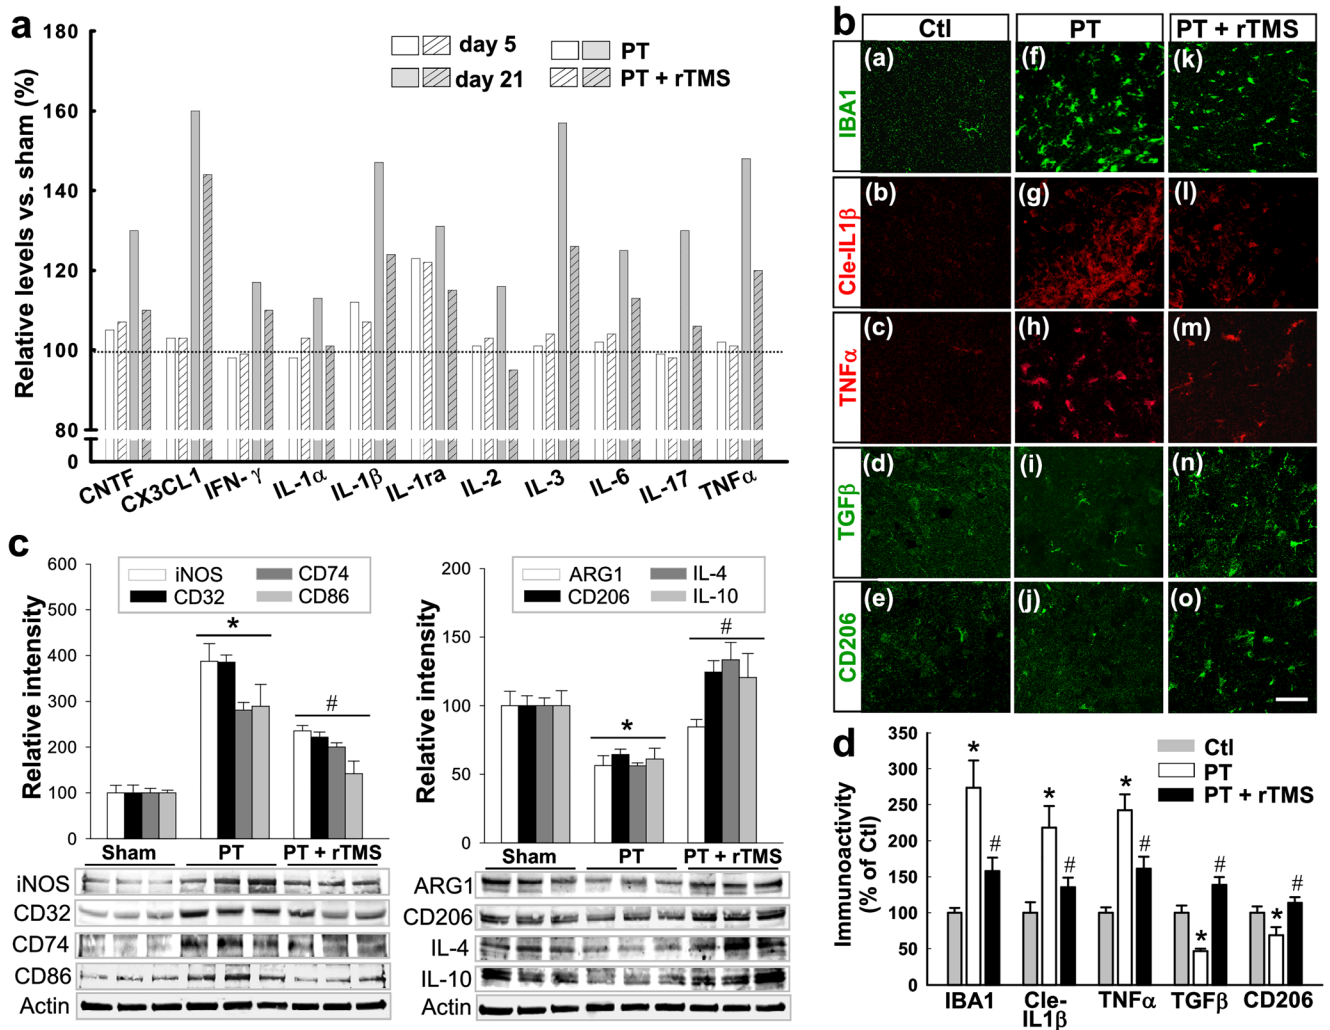 a
Relative levels vs. sham (%)
180
160
140
120
100
80
0
day 5
PT
day 21
PT + rTMS
CNTF
CX3CL1
IFN- γ
IL-1α
IL-1β
IL-1ra
IL-2
IL-3
IL-6
IL-17
TNFα
b
Ctl PT PT + rTMS
IBA1 (a) (f) (k)
Cle-IL1β (b) (g) (l)
TNFα (c) (h) (m)
TGFβ (d) (i) (n)
CD206 (e) (j) (o)
c
Relative intensity
600
500
400
300
200
100
0
iNOS CD74
CD32 CD86
*
#
Sham PT PT + rTMS
iNOS
CD32
CD74
CD86
Actin
Relative intensity
200
150
100
50
0
ARG1 IL-4
CD206 IL-10
*
#
Sham PT PT + rTMS
ARG1
CD206
IL-4
IL-10
Actin
d
Immunoactivity
(% of Ctl)
350
300
250
200
150
100
50
0
Ctl
PT
PT + rTMS
* # * # * # * # * #
IBA1 Cle-IL1β TNFα TGFβ CD206